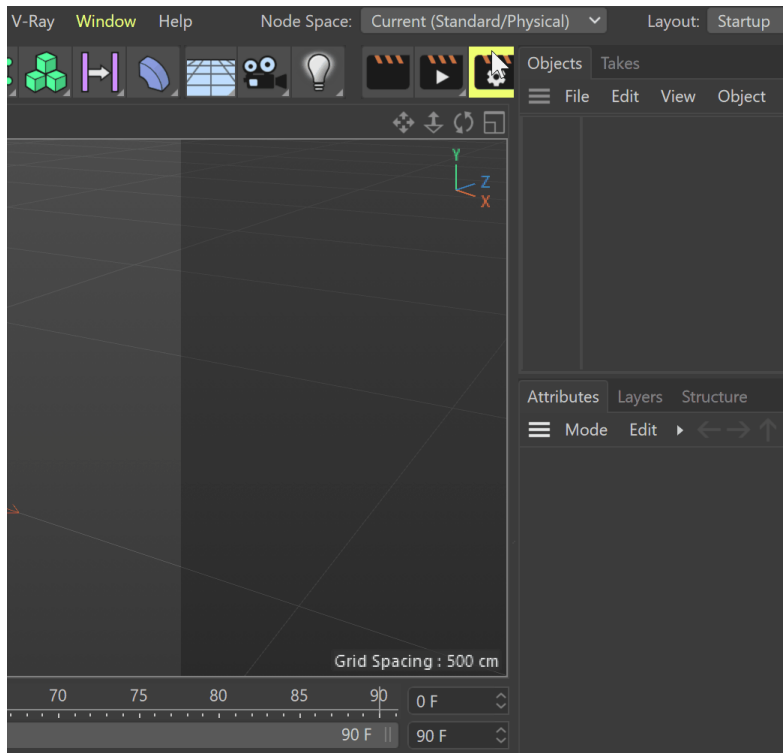 V-Ray Window Help Node Space: Current (Standard/Physical) Layout: Startup
Objects Takes
File Edit View Object
Y
Z
X
Attributes Layers Structure
Mode Edit
Grid Spacing : 500 cm
70 75 80 85 90 0 F
90 F 90 F